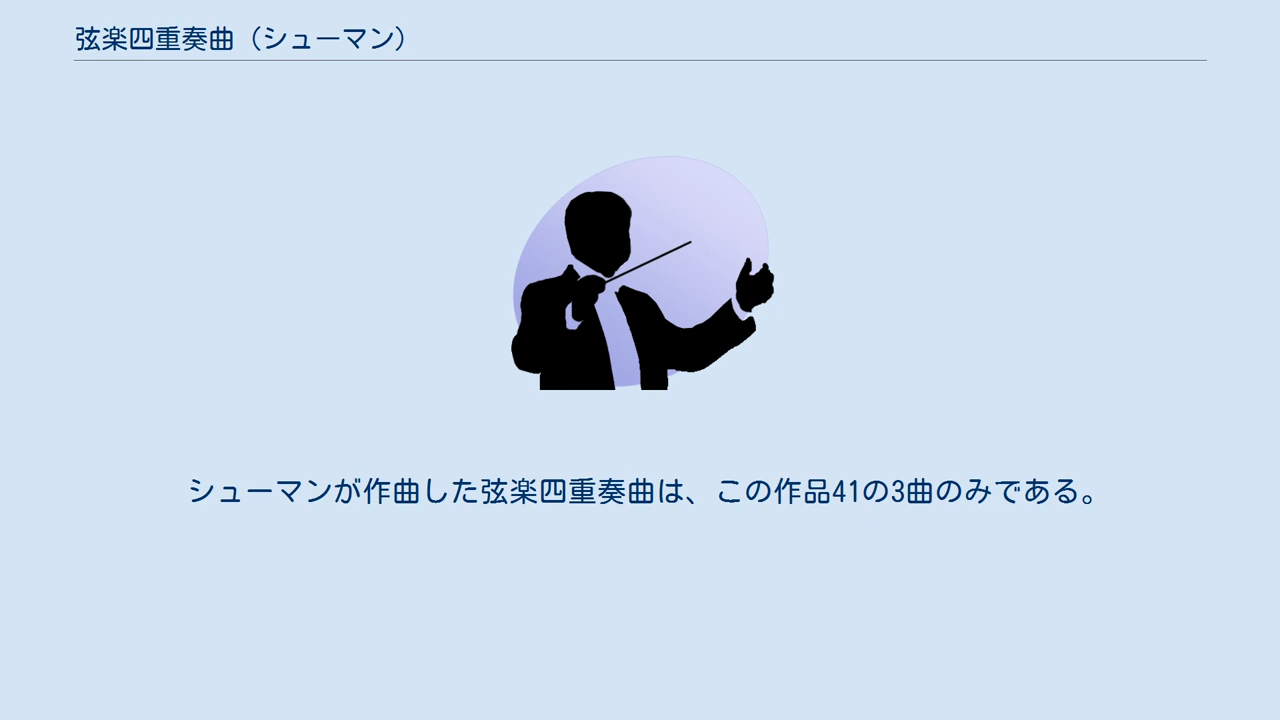 弦楽四重奏曲（シューマン）
シューマンが作曲した弦楽四重奏曲は、この作品41の3曲のみである。